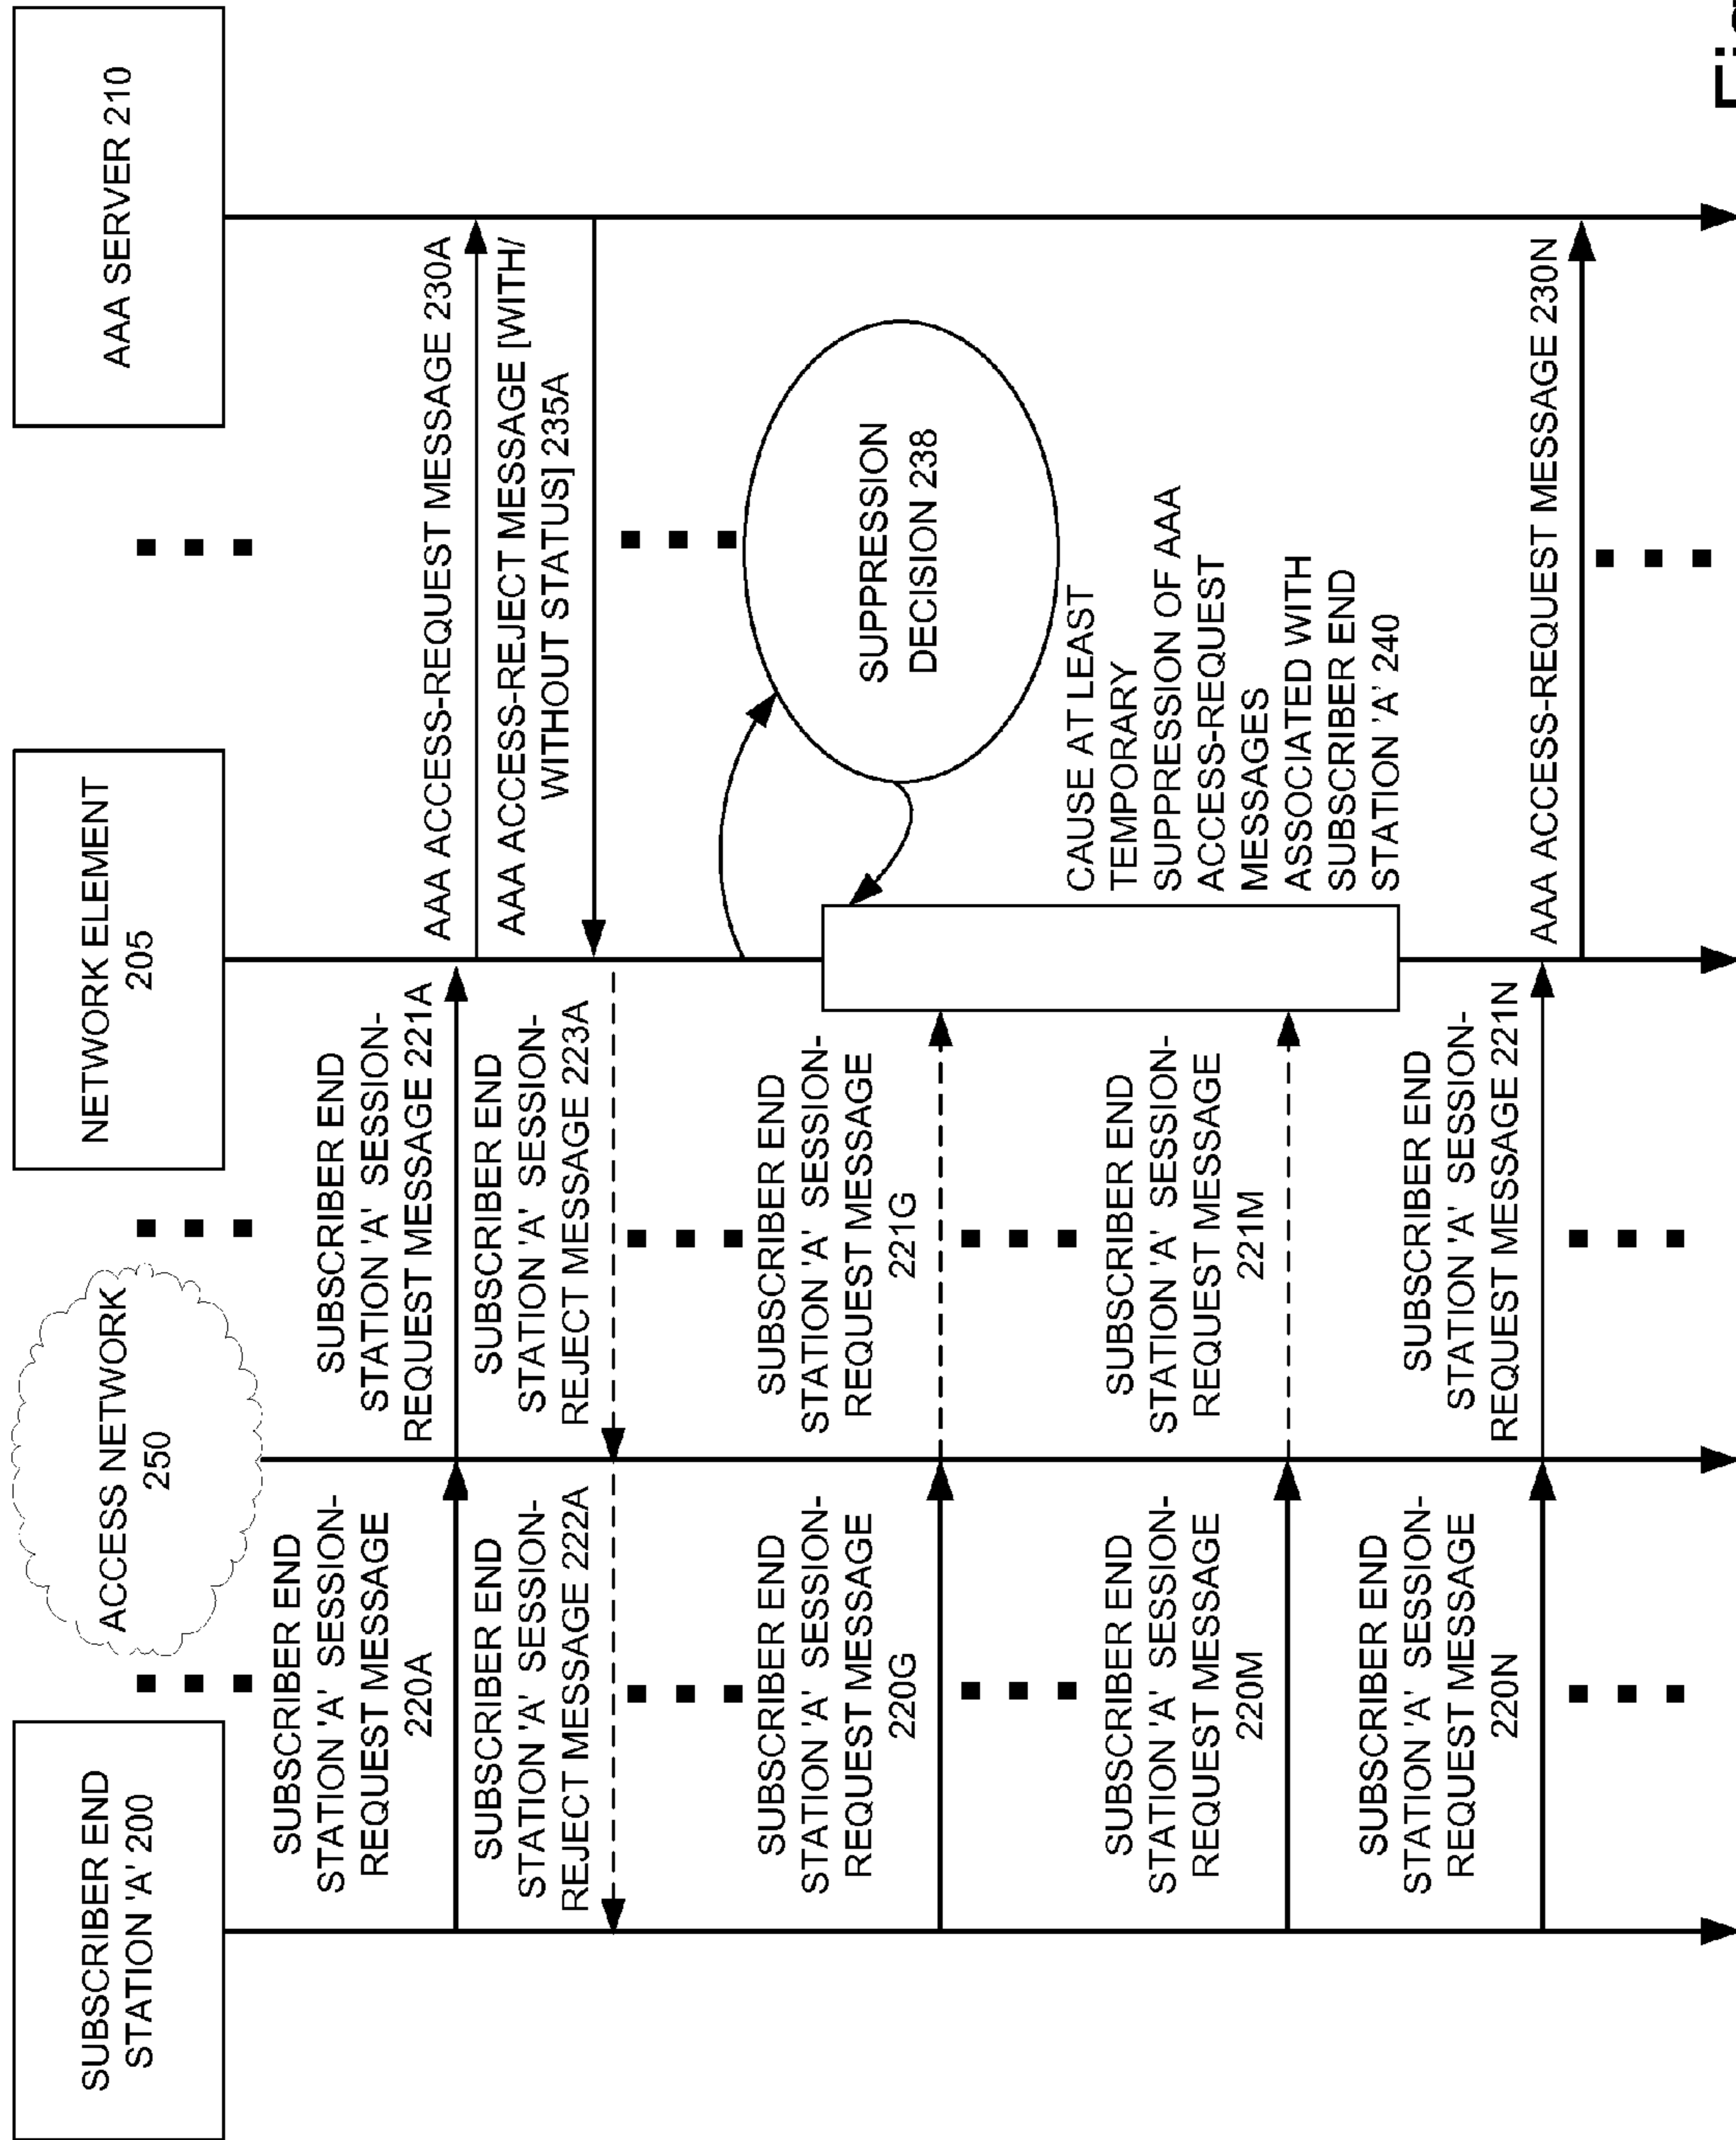 SUBSCRIBER END
STATION 'A' 200
ACCESS NETWORK
250
NETWORK ELEMENT
205
AAA SERVER 210
SUBSCRIBER END
STATION 'A' SESSION-
REQUEST MESSAGE
220A
SUBSCRIBER END
STATION 'A' SESSION-
REQUEST MESSAGE 221A
AAA ACCESS-REQUEST MESSAGE 230A
SUBSCRIBER END
STATION 'A' SESSION-
REJECT MESSAGE 222A
SUBSCRIBER END
STATION 'A' SESSION-
REJECT MESSAGE 223A
AAA ACCESS-REJECT MESSAGE [WITH/
WITHOUT STATUS] 235A
SUPPRESSION
DECISION 238
SUBSCRIBER END
STATION 'A' SESSION-
REQUEST MESSAGE
220G
SUBSCRIBER END
STATION 'A' SESSION-
REQUEST MESSAGE
221G
CAUSE AT LEAST
TEMPORARY
SUPPRESSION OF AAA
ACCESS-REQUEST
MESSAGES
ASSOCIATED WITH
SUBSCRIBER END
STATION 'A' 240
SUBSCRIBER END
STATION 'A' SESSION-
REQUEST MESSAGE
220M
SUBSCRIBER END
STATION 'A' SESSION-
REQUEST MESSAGE
221M
SUBSCRIBER END
STATION 'A' SESSION-
REQUEST MESSAGE
220N
SUBSCRIBER END
STATION 'A' SESSION-
REQUEST MESSAGE 221N
AAA ACCESS-REQUEST MESSAGE 230N